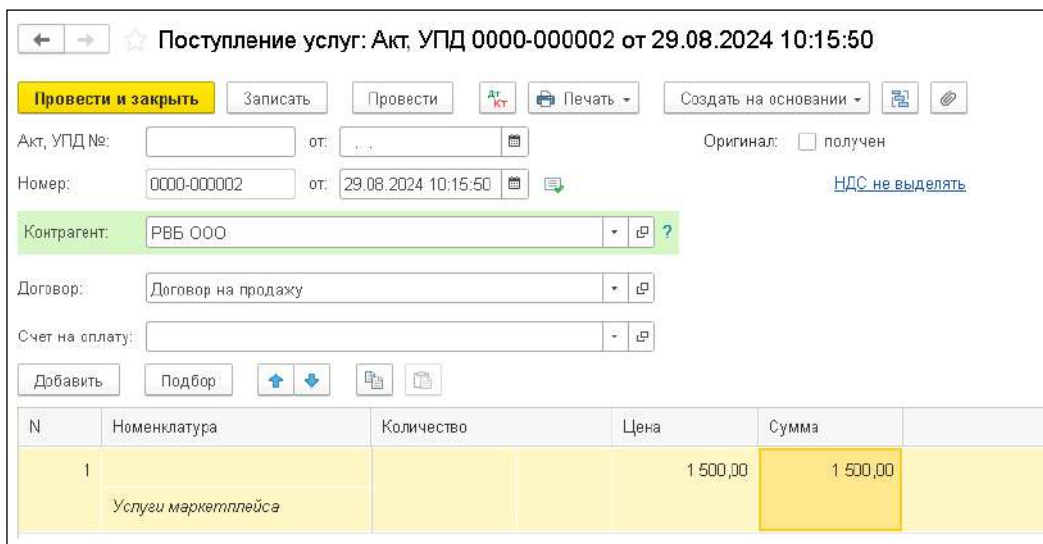 Поступление услуг: Акт, УПД 0000-000002 от 29.08.2024 10:15:50
Провести и закрыть Записать Провести Дт Кт Печать Создать на основании
Акт, УПД №: от: . . Оригинал: получен
Номер: 0000-000002 от: 29.08.2024 10:15:50 НДС не выделять
Контрагент: РВБ ООО ?
Договор: Договор на продажу
Счет на оплату:
Добавить Подбор
N Номенклатура Количество Цена Сумма
1 1 500,00 1 500,00
Услуги маркетплейса